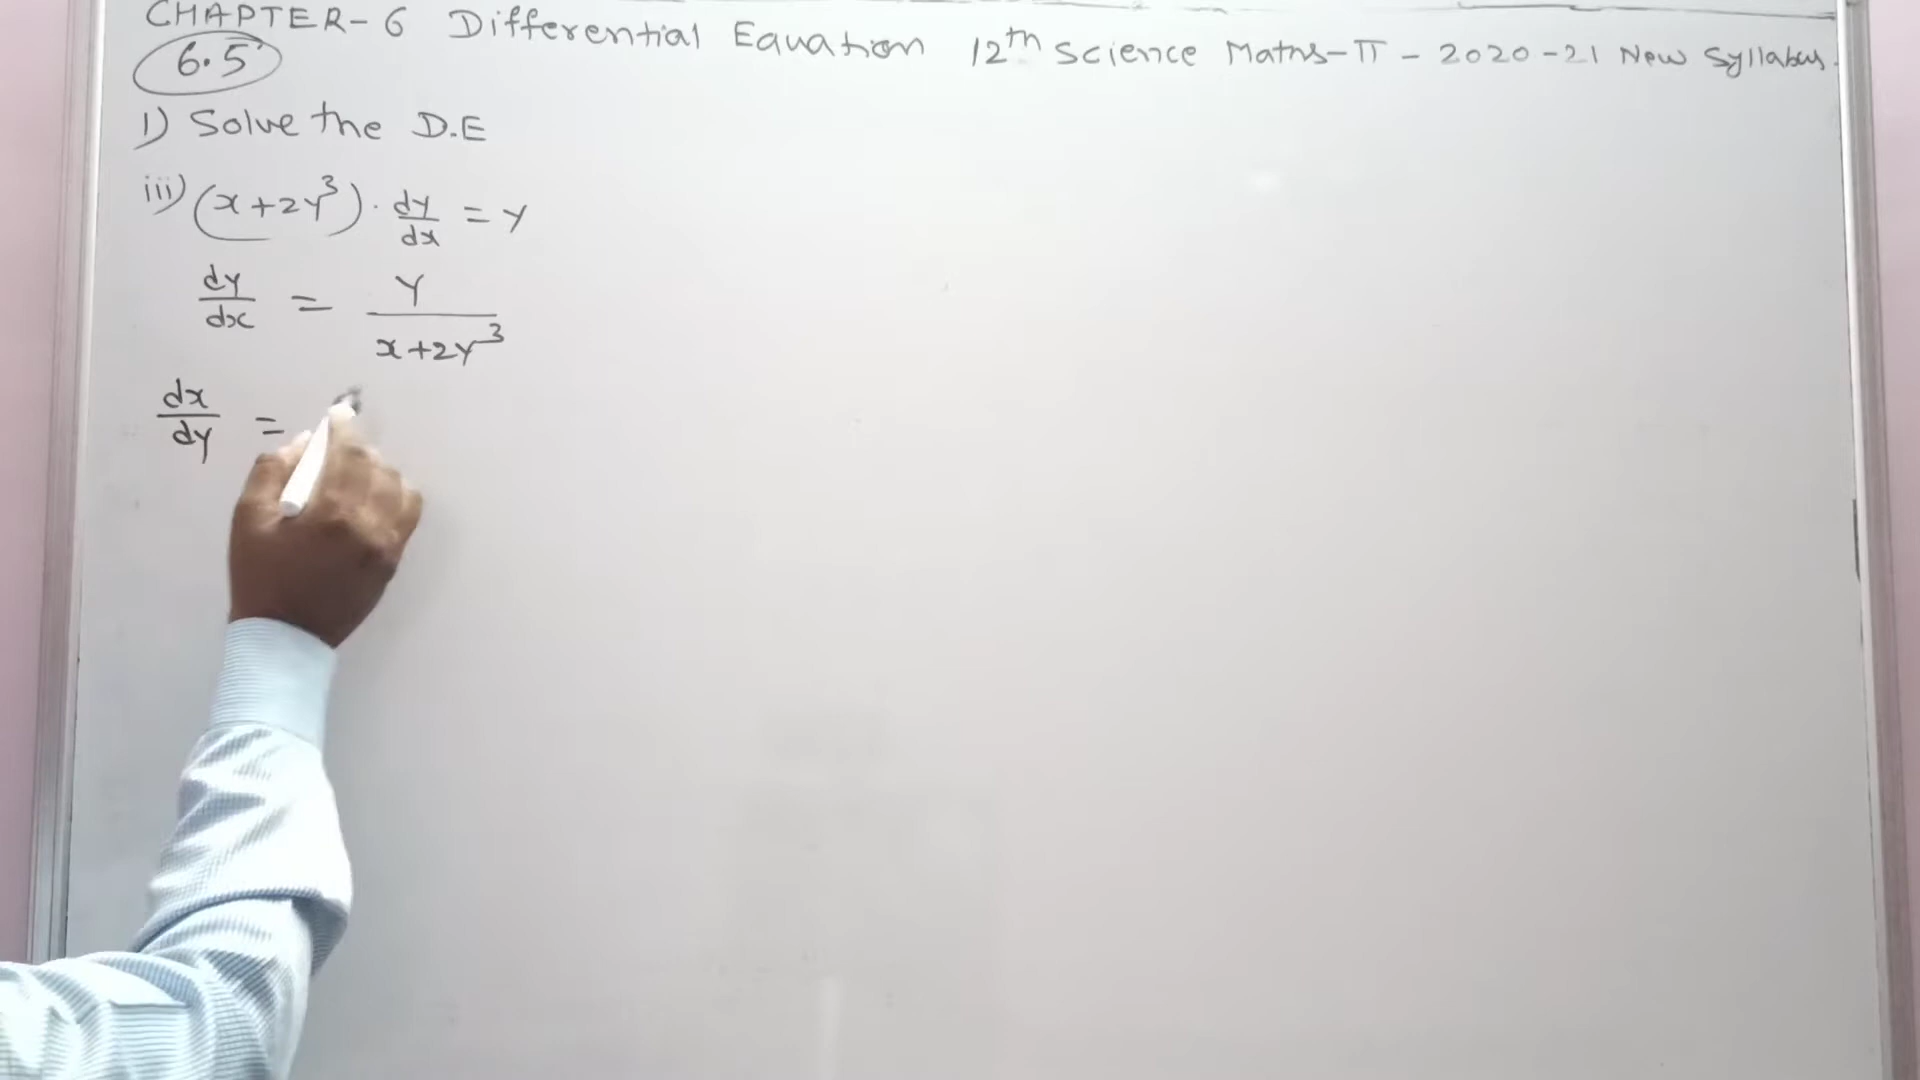 CHAPTER-6 Differential Equation 12th Science Maths-II - 2020-21 New Syllabus.
6.5
1) Solve the D.E
iii) (x+2y³) · dy/dx = y
dy/dx = y/(x+2y³)
dx/dy =